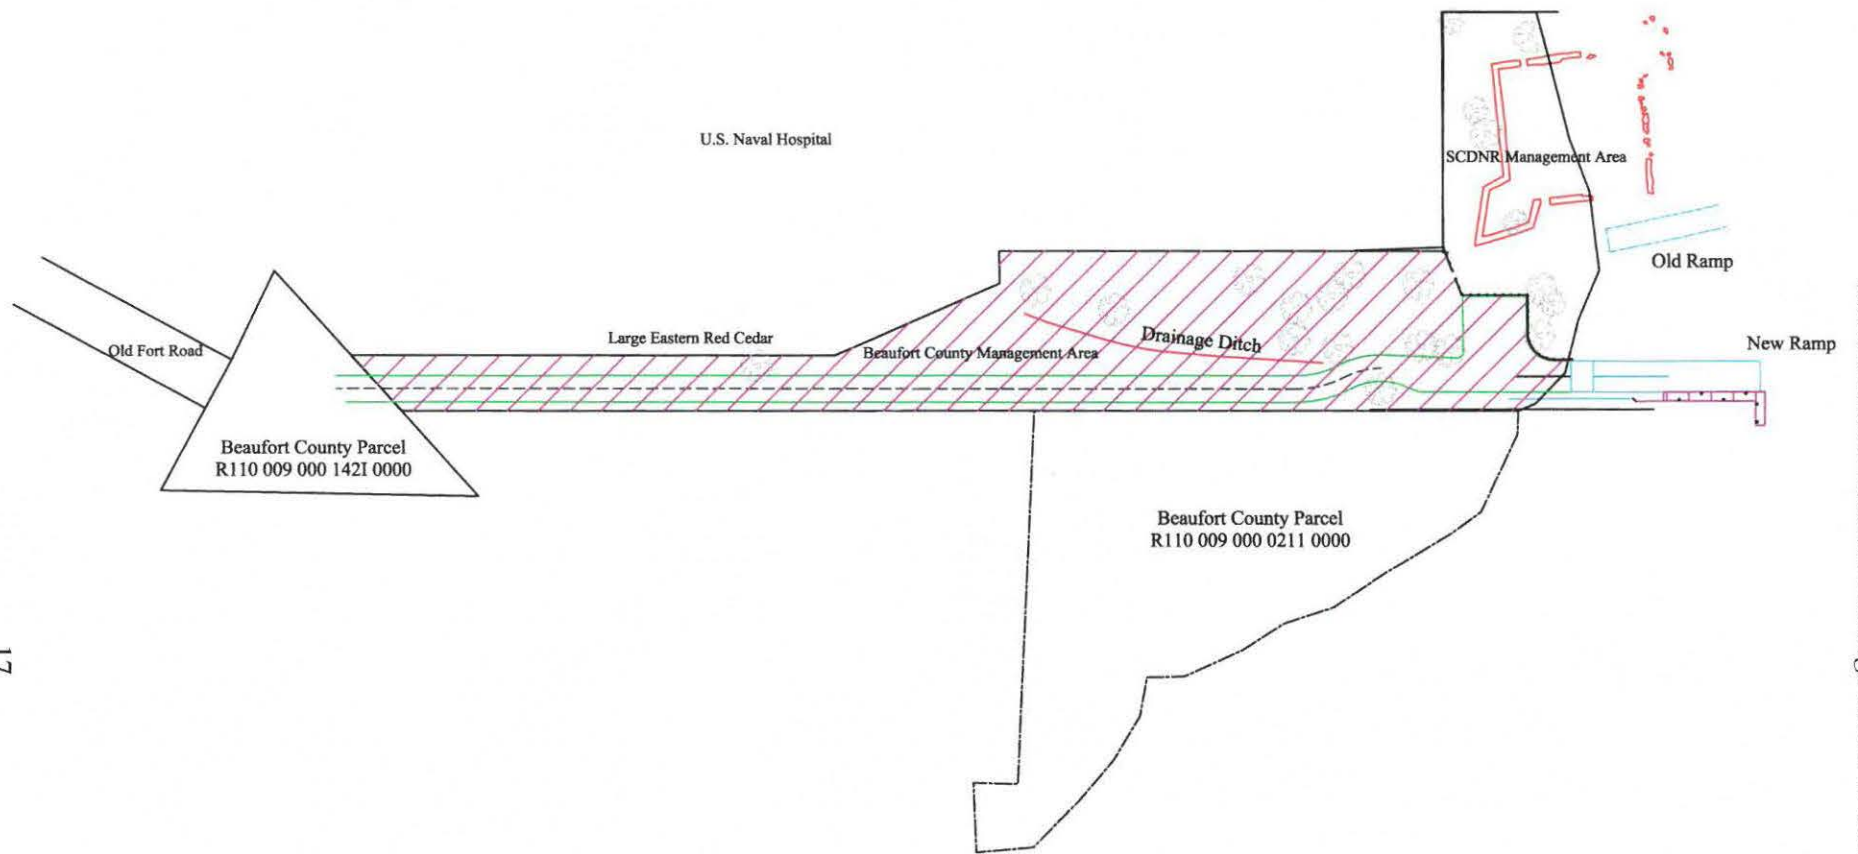 U.S. Naval Hospital
SCDNR Management Area
Old Ramp
New Ramp
Old Fort Road
Large Eastern Red Cedar
Drainage Ditch
Beaufort County Management Area
Beaufort County Parcel
R110 009 000 142I 0000
Beaufort County Parcel
R110 009 000 0211 0000
17